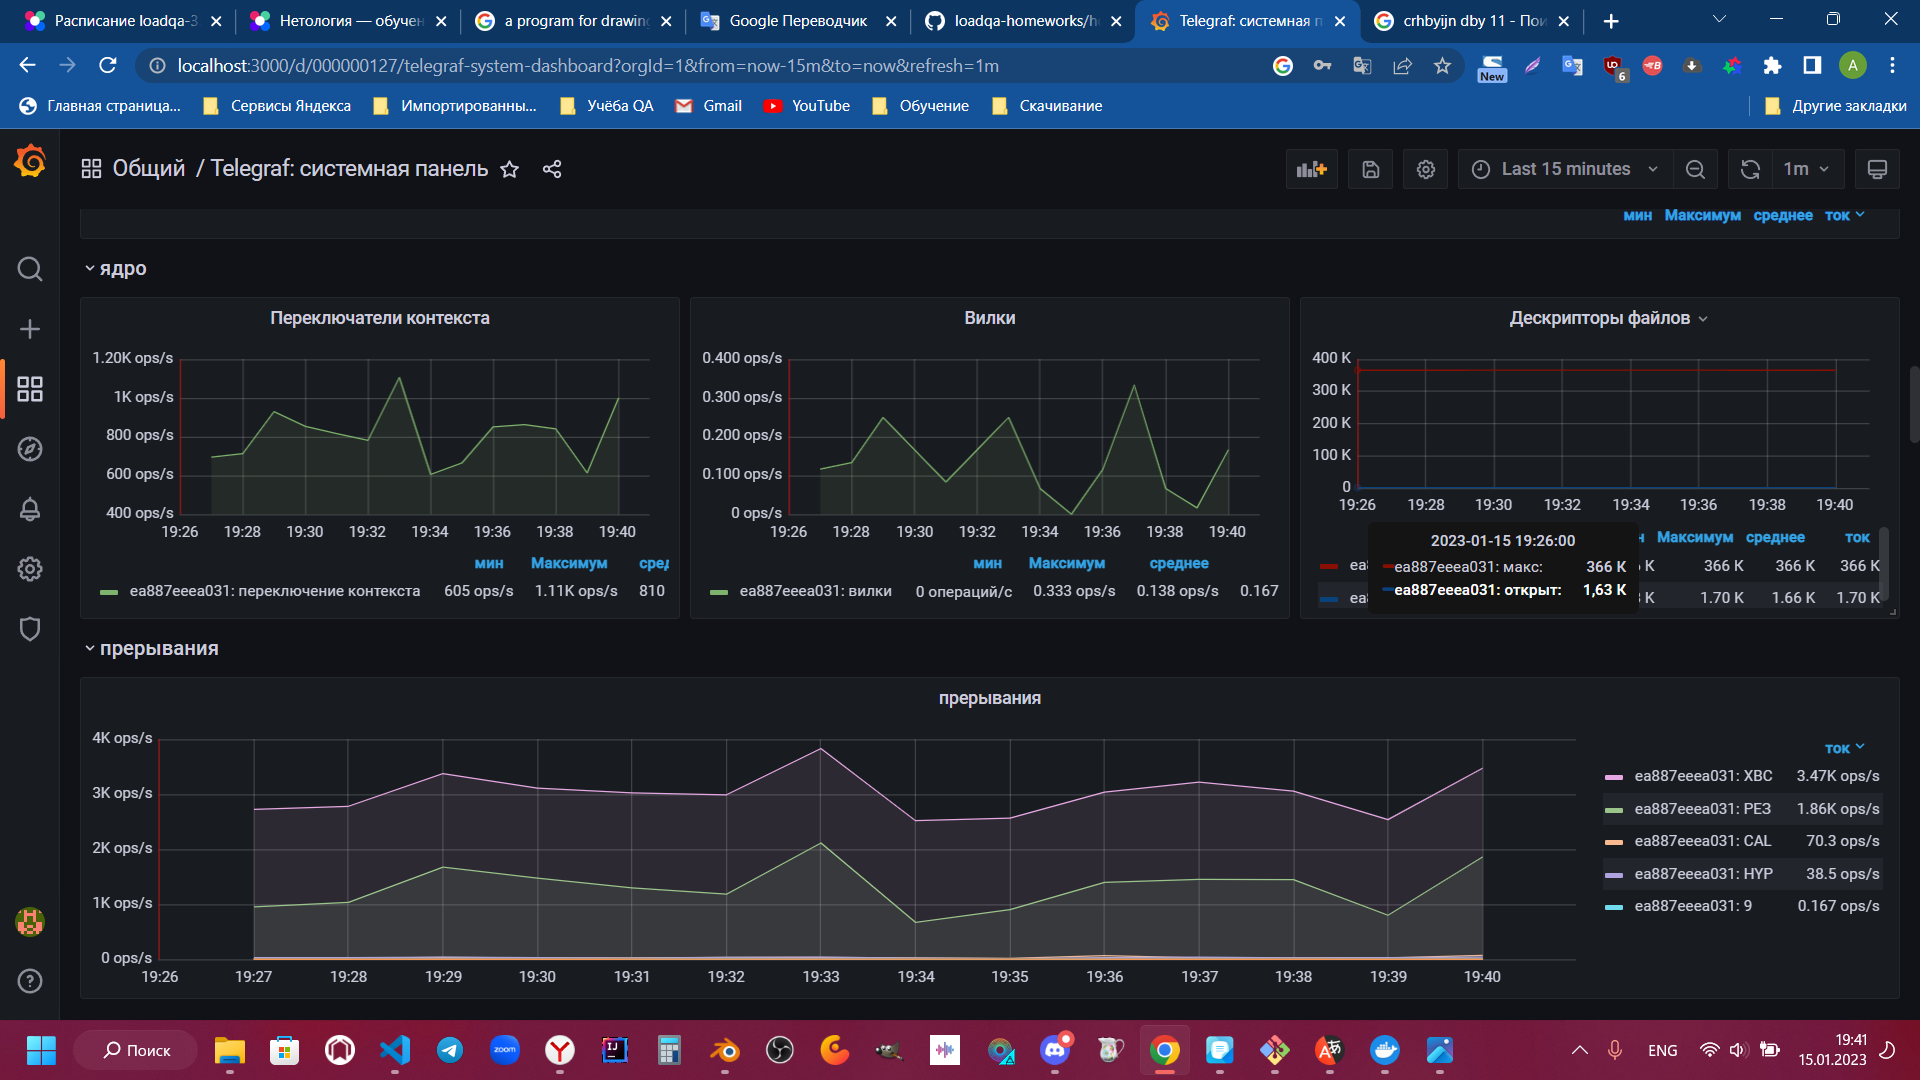 Расписание loadqa-3
Нетология — обучен
a program for drawin
Google Переводчик
loadqa-homeworks/h
Telegraf: системная п
crhbyijn dby 11 - Пои
localhost:3000/d/000000127/telegraf-system-dashboard?orgId=1&from=now-15m&to=now&refresh=1m
New
6
A
Главная страница...
Сервисы Яндекса
Импортированны...
Учёба QA
Gmail
YouTube
Обучение
Скачивание
Другие закладки
Общий / Telegraf: системная панель
Last 15 minutes
1m
мин Максимум среднее ток
ядро
Переключатели контекста
1.20K ops/s
1K ops/s
800 ops/s
600 ops/s
400 ops/s
19:26 19:28 19:30 19:32 19:34 19:36 19:38 19:40
мин Максимум сред
ea887eeea031: переключение контекста 605 ops/s 1.11K ops/s 810
Вилки
0.400 ops/s
0.300 ops/s
0.200 ops/s
0.100 ops/s
0 ops/s
19:26 19:28 19:30 19:32 19:34 19:36 19:38 19:40
мин Максимум среднее
ea887eeea031: вилки 0 операций/с 0.333 ops/s 0.138 ops/s 0.167
Дескрипторы файлов
400 K
300 K
200 K
100 K
0
19:26 19:28 19:30 19:32 19:34 19:36 19:38 19:40
н Максимум среднее ток
ea K 366 K 366 K 366 K
ea K 1.70 K 1.66 K 1.70 K
2023-01-15 19:26:00
ea887eeea031: макс: 366 K
ea887eeea031: открыт: 1,63 K
прерывания
прерывания
4K ops/s
3K ops/s
2K ops/s
1K ops/s
0 ops/s
19:26 19:27 19:28 19:29 19:30 19:31 19:32 19:33 19:34 19:35 19:36 19:37 19:38 19:39 19:40
ток
ea887eeea031: ХВС 3.47K ops/s
ea887eeea031: РЕЗ 1.86K ops/s
ea887eeea031: CAL 70.3 ops/s
ea887eeea031: HYP 38.5 ops/s
ea887eeea031: 9 0.167 ops/s
Поиск
zoom
IJ
ENG
19:41
15.01.2023